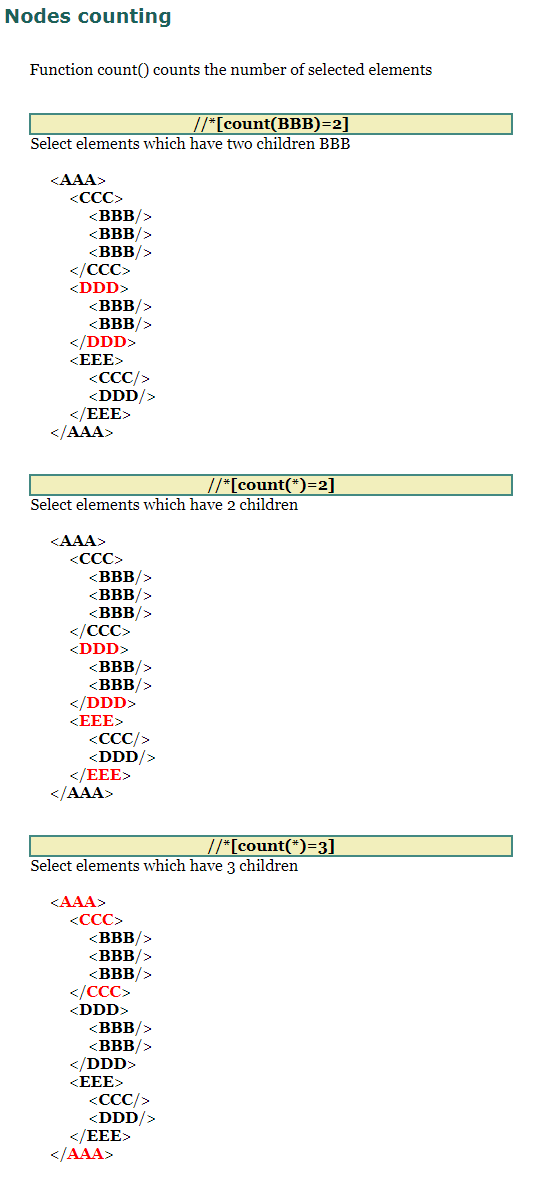 Nodes counting
Function count() counts the number of selected elements
//*[count(BBB)=2]
Select elements which have two children BBB
<AAA>
<CCC>
<BBB/>
<BBB/>
<BBB/>
</CCC>
<DDD>
<BBB/>
<BBB/>
</DDD>
<EEE>
<CCC/>
<DDD/>
</EEE>
</AAA>
//*[count(*)=2]
Select elements which have 2 children
<AAA>
<CCC>
<BBB/>
<BBB/>
<BBB/>
</CCC>
<DDD>
<BBB/>
<BBB/>
</DDD>
<EEE>
<CCC/>
<DDD/>
</EEE>
</AAA>
//*[count(*)=3]
Select elements which have 3 children
<AAA>
<CCC>
<BBB/>
<BBB/>
<BBB/>
</CCC>
<DDD>
<BBB/>
<BBB/>
</DDD>
<EEE>
<CCC/>
<DDD/>
</EEE>
</AAA>